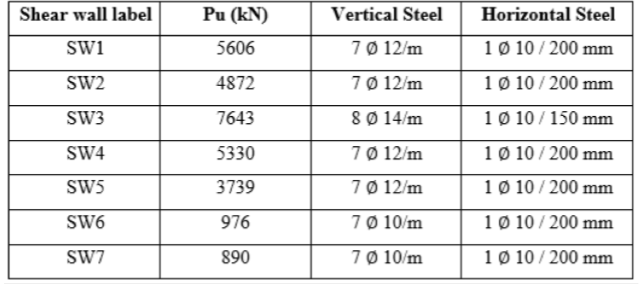 Shear wall label Pu (kN) Vertical Steel Horizontal Steel
SW1 5606 7 Ø 12/m 1 Ø 10 / 200 mm
SW2 4872 7 Ø 12/m 1 Ø 10 / 200 mm
SW3 7643 8 Ø 14/m 1 Ø 10 / 150 mm
SW4 5330 7 Ø 12/m 1 Ø 10 / 200 mm
SW5 3739 7 Ø 12/m 1 Ø 10 / 200 mm
SW6 976 7 Ø 10/m 1 Ø 10 / 200 mm
SW7 890 7 Ø 10/m 1 Ø 10 / 200 mm